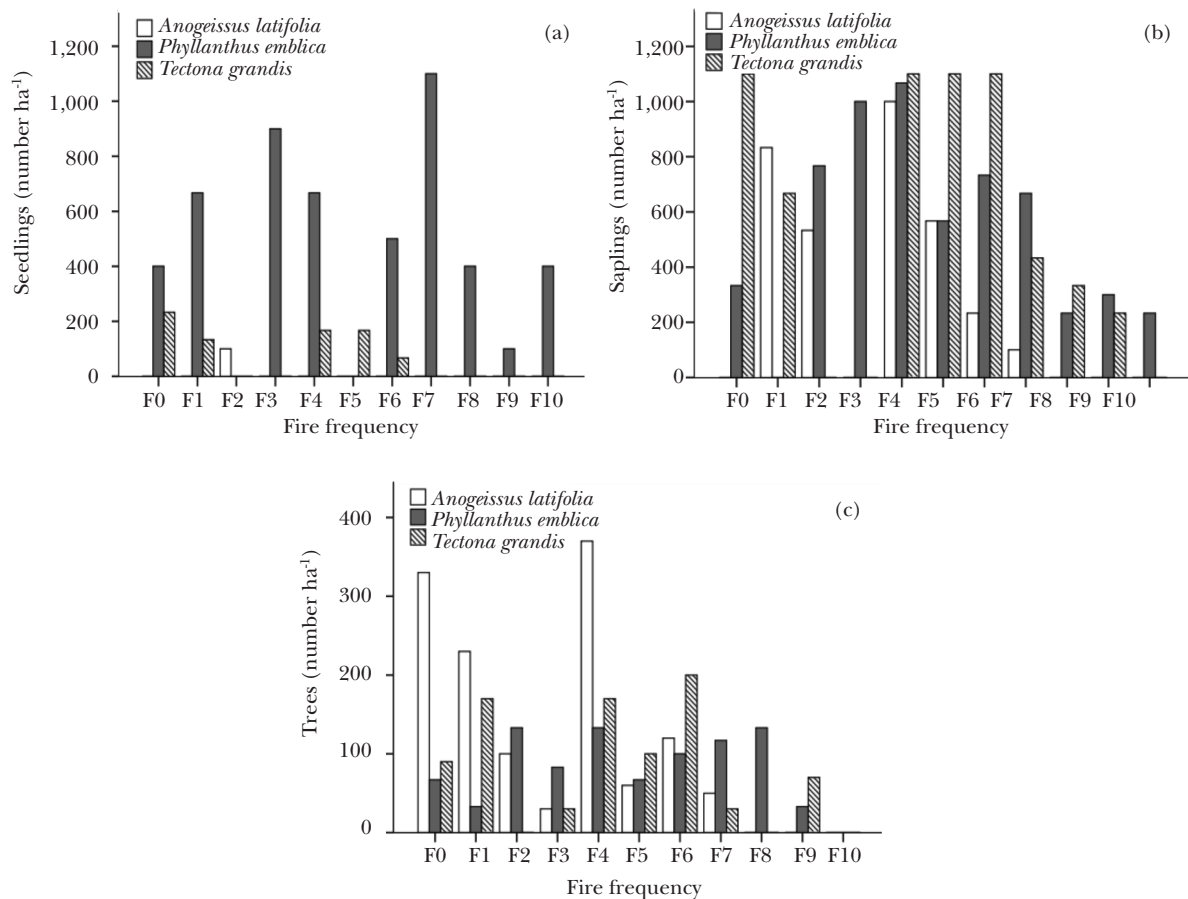 (a)
Anogeissus latifolia
Phyllanthus emblica
Tectona grandis
Seedlings (number ha⁻¹)
1,200
1,000
800
600
400
200
0
F0 F1 F2 F3 F4 F5 F6 F7 F8 F9 F10
Fire frequency
(b)
Anogeissus latifolia
Phyllanthus emblica
Tectona grandis
Saplings (number ha⁻¹)
1,200
1,000
800
600
400
200
0
F0 F1 F2 F3 F4 F5 F6 F7 F8 F9 F10
Fire frequency
(c)
Anogeissus latifolia
Phyllanthus emblica
Tectona grandis
Trees (number ha⁻¹)
400
300
200
100
0
F0 F1 F2 F3 F4 F5 F6 F7 F8 F9 F10
Fire frequency